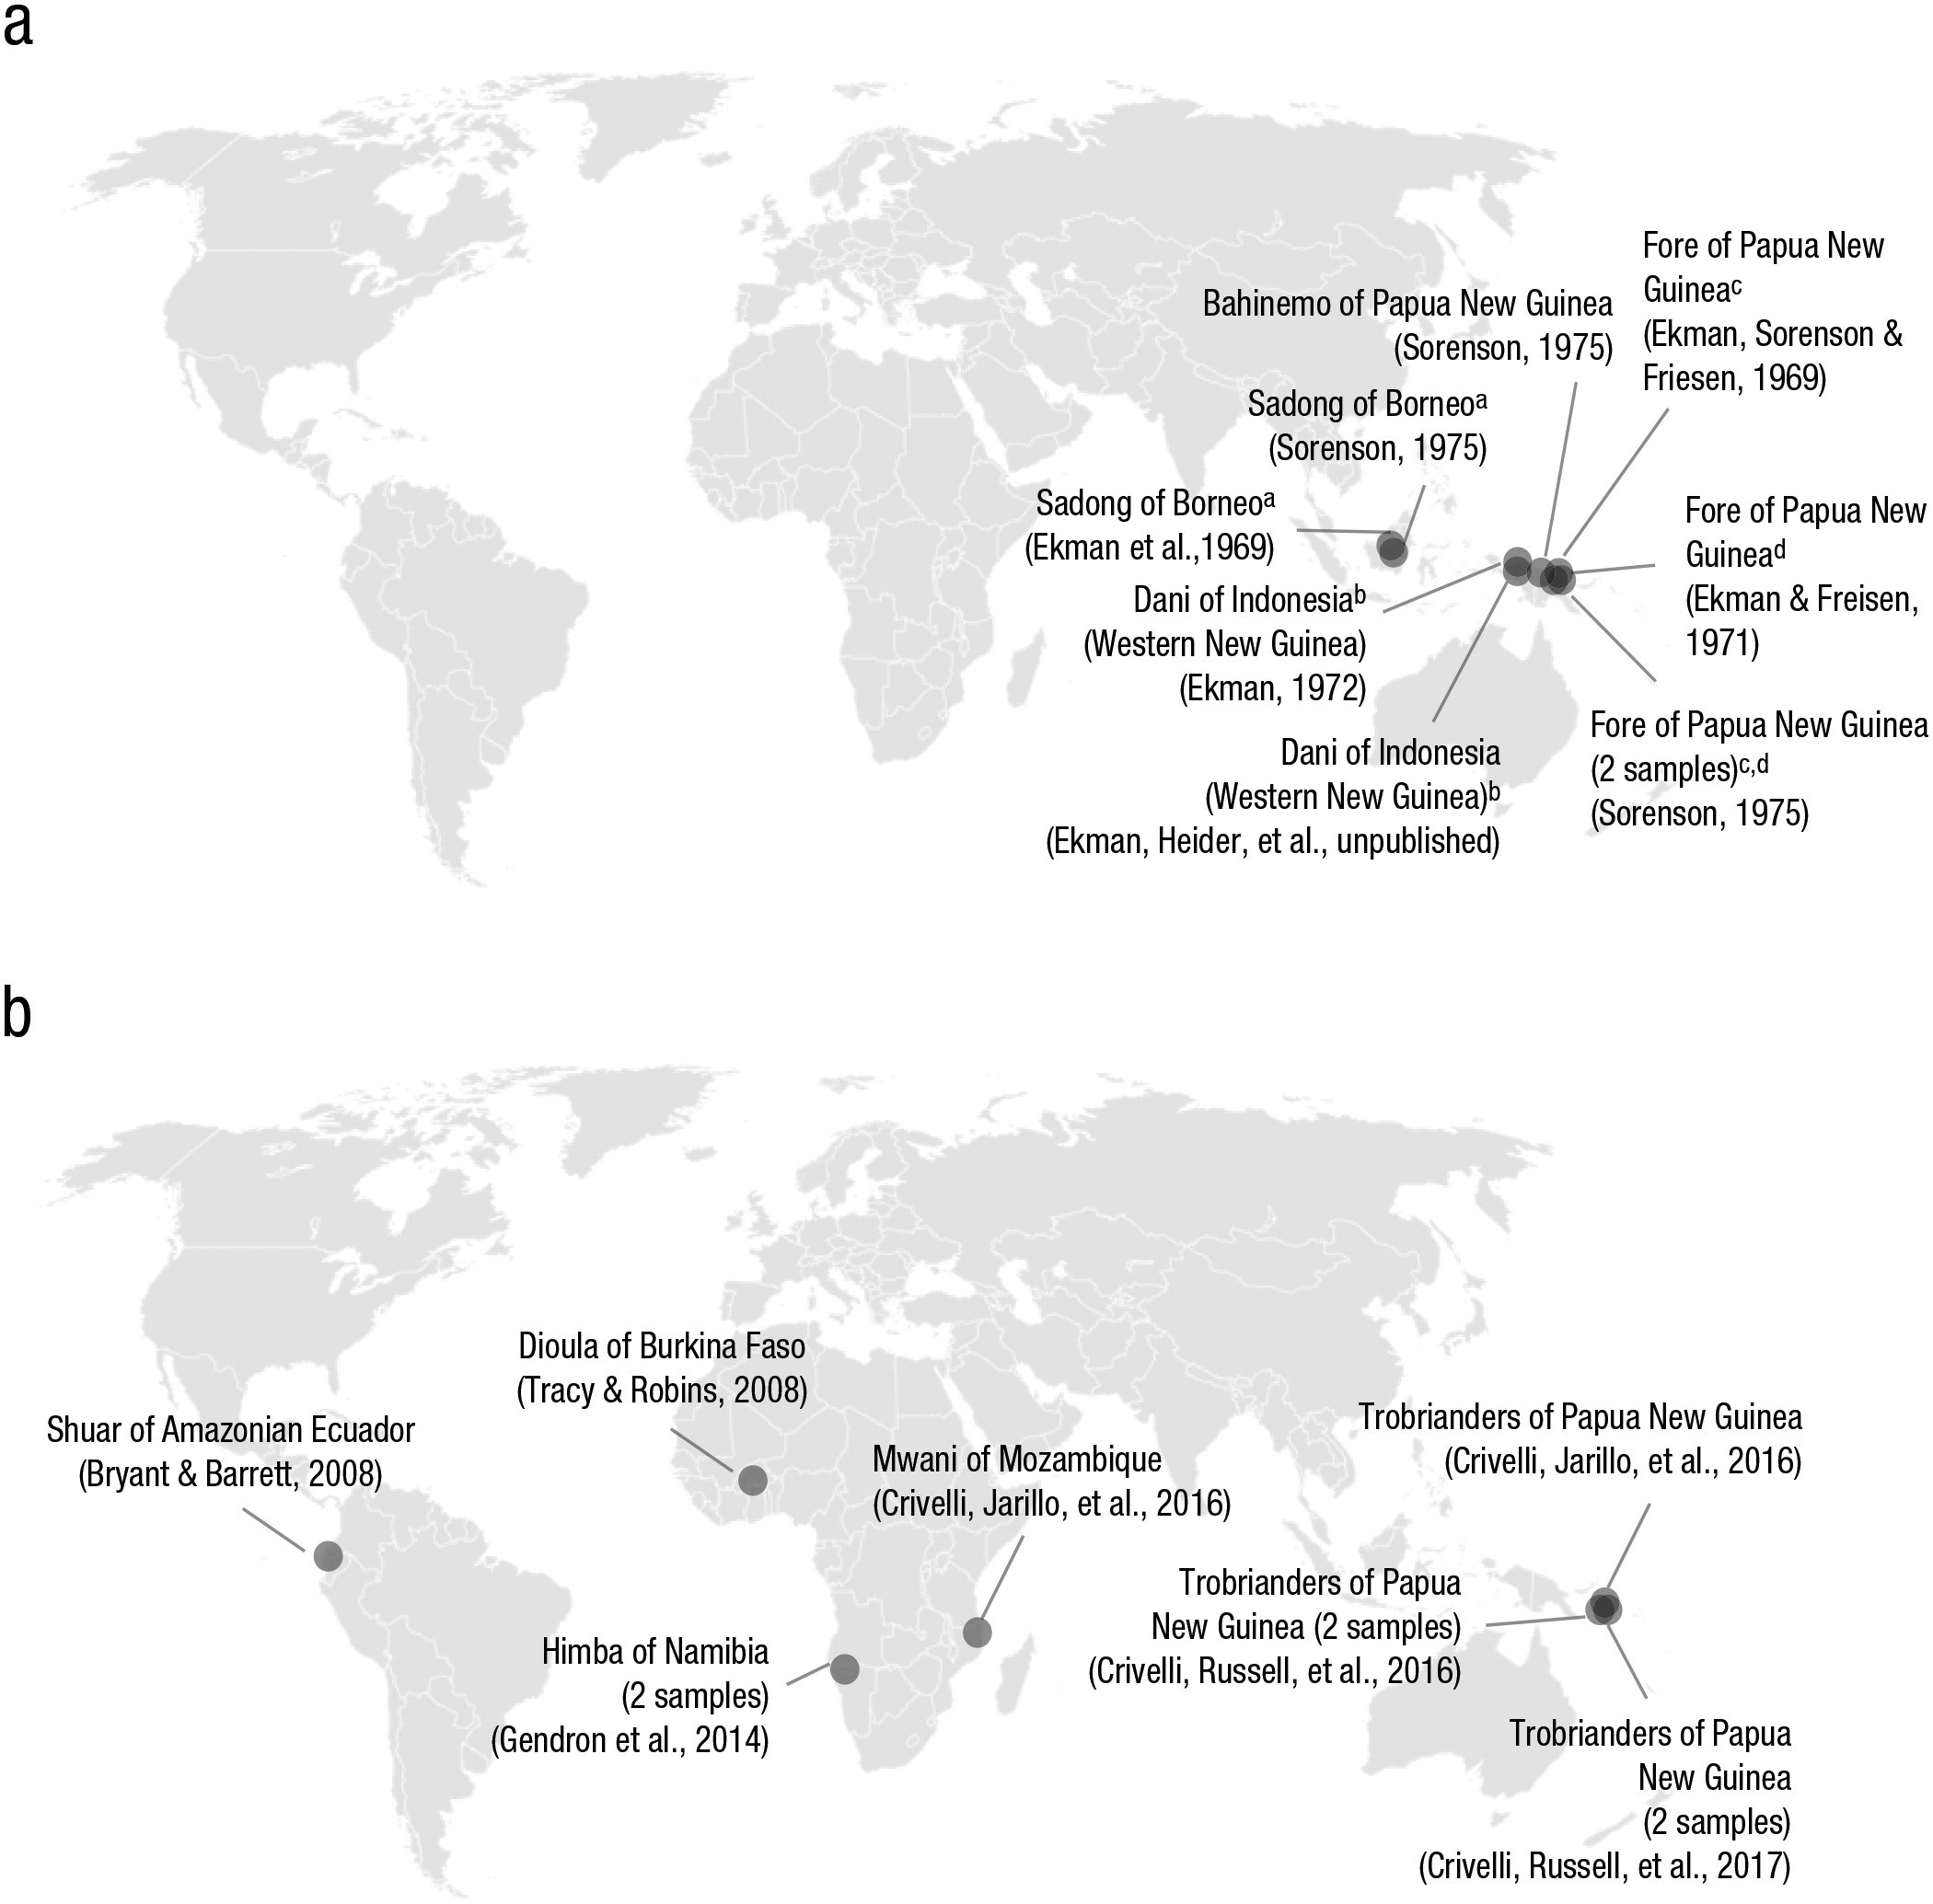 a
Fore of Papua New
Guineac
(Ekman, Sorenson &
Friesen, 1969)
Bahinemo of Papua New Guinea
(Sorenson, 1975)
Sadong of Borneoa
(Sorenson, 1975)
Sadong of Borneoa
(Ekman et al.,1969)
Fore of Papua New
Guinead
(Ekman & Freisen,
1971)
Dani of Indonesiab
(Western New Guinea)
(Ekman, 1972)
Dani of Indonesia
(Western New Guinea)b
(Ekman, Heider, et al., unpublished)
Fore of Papua New Guinea
(2 samples)c,d
(Sorenson, 1975)
b
Dioula of Burkina Faso
(Tracy & Robins, 2008)
Shuar of Amazonian Ecuador
(Bryant & Barrett, 2008)
Mwani of Mozambique
(Crivelli, Jarillo, et al., 2016)
Trobrianders of Papua New Guinea
(Crivelli, Jarillo, et al., 2016)
Trobrianders of Papua
New Guinea (2 samples)
(Crivelli, Russell, et al., 2016)
Himba of Namibia
(2 samples)
(Gendron et al., 2014)
Trobrianders of Papua
New Guinea
(2 samples)
(Crivelli, Russell, et al., 2017)